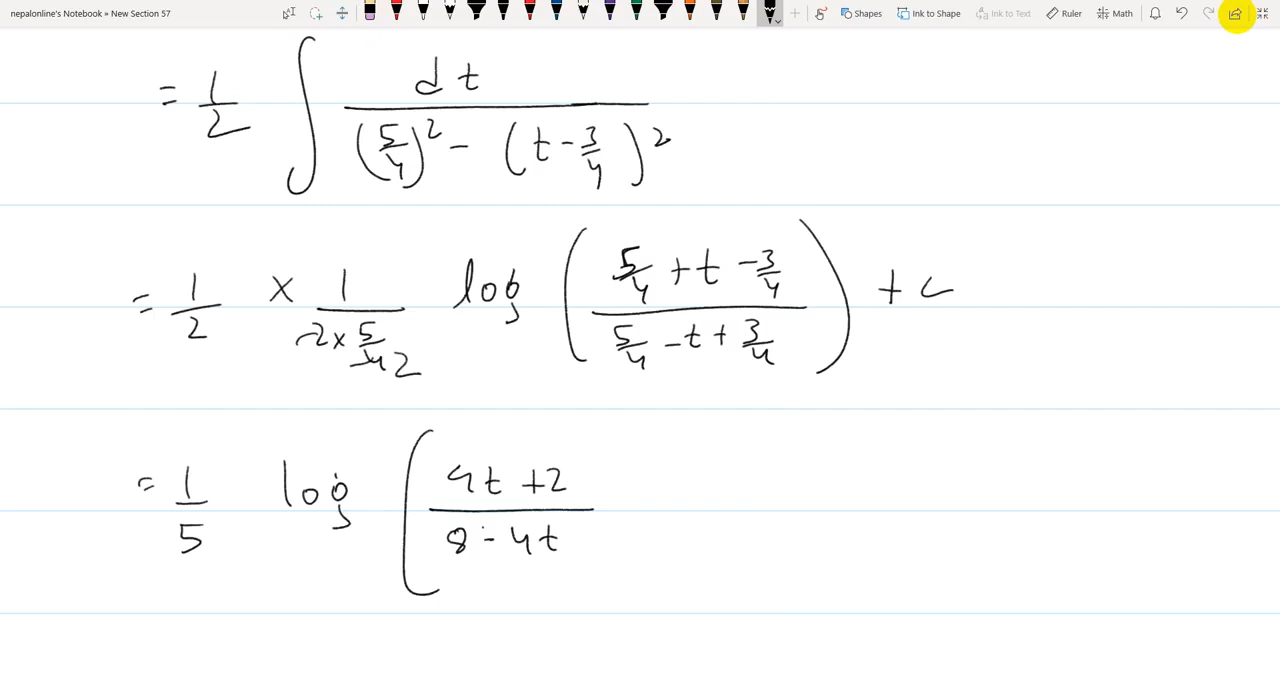 nepalonline's Notebook » New Section 57 Shapes Ink to Shape Ink to Text Ruler Math
= 1/2 ∫ dt / ((5/4)² - (t - 3/4)²)
= 1/2 × 1/(2 × 5/4 2) log ((5/4 + t - 3/4) / (5/4 - t + 3/4)) + c
= 1/5 log ( (4t + 2) / (8 - 4t)